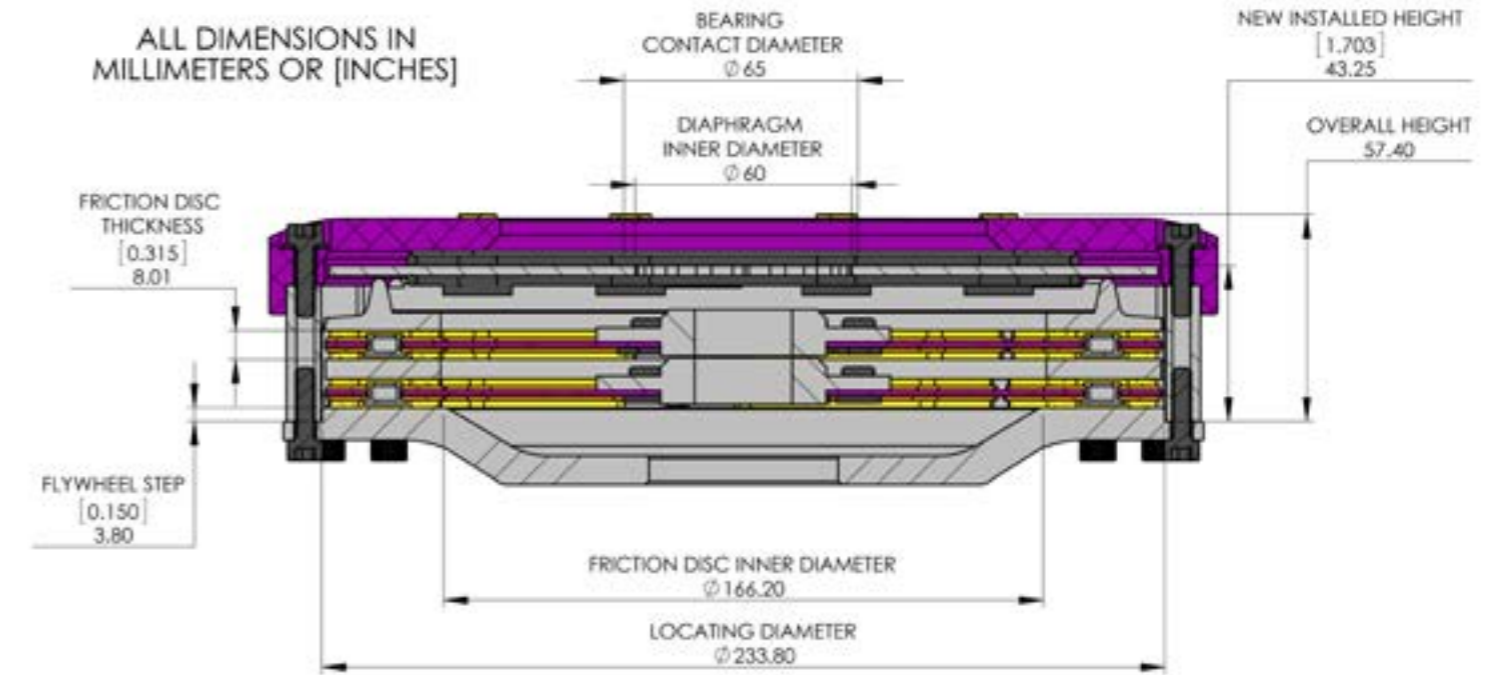 ALL DIMENSIONS IN
MILLIMETERS OR [INCHES]
BEARING
CONTACT DIAMETER
∅65
NEW INSTALLED HEIGHT
[1.703]
43.25
DIAPHRAGM
INNER DIAMETER
∅60
OVERALL HEIGHT
57.40
FRICTION DISC
THICKNESS
[0.315]
8.01
FLYWHEEL STEP
[0.150]
3.80
FRICTION DISC INNER DIAMETER
∅166.20
LOCATING DIAMETER
∅233.80